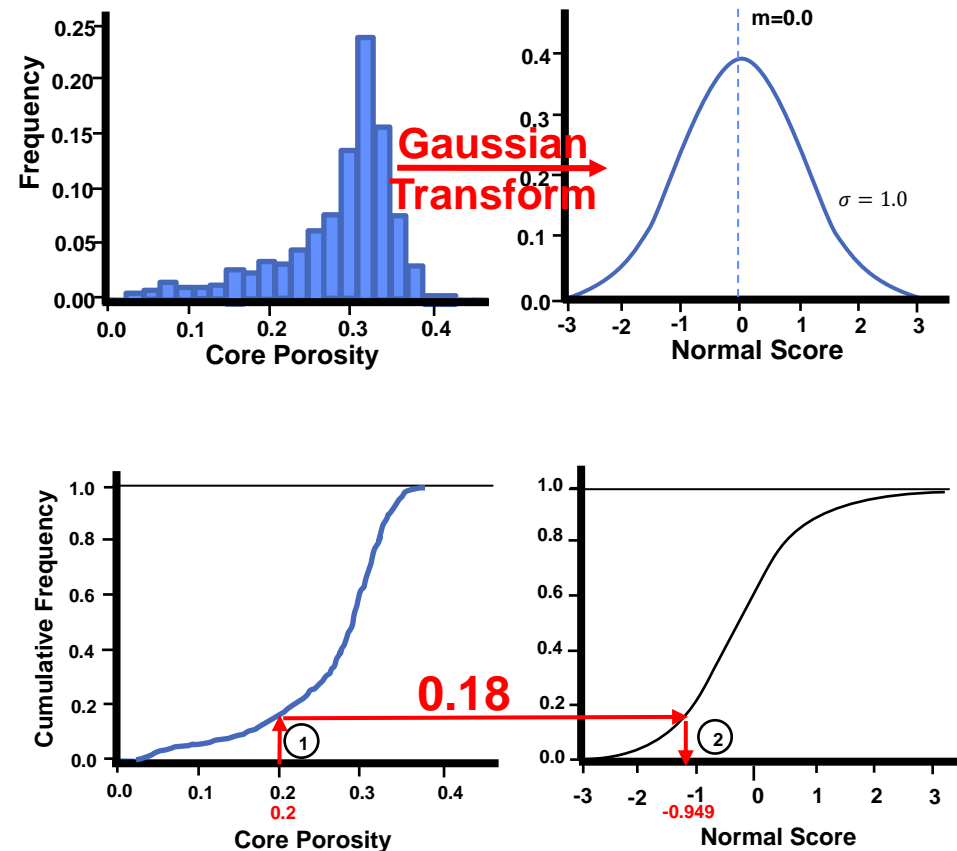 0.25
0.20
0.15
0.10
0.05
0.00
Frequency
0.0 0.1 0.2 0.3 0.4
Core Porosity
Gaussian
Transform
m=0.0
0.4
0.3
0.2
0.1
0.0
σ = 1.0
-3 -2 -1 0 1 2 3
Normal Score
1.0
0.8
0.6
0.4
0.2
0.0
Cumulative Frequency
0.0 0.1 0.2 0.3 0.4
0.2
Core Porosity
1
0.18
1.0
0.8
0.6
0.4
0.2
0.0
2
-3 -2 -1 0 1 2 3
-0.949
Normal Score